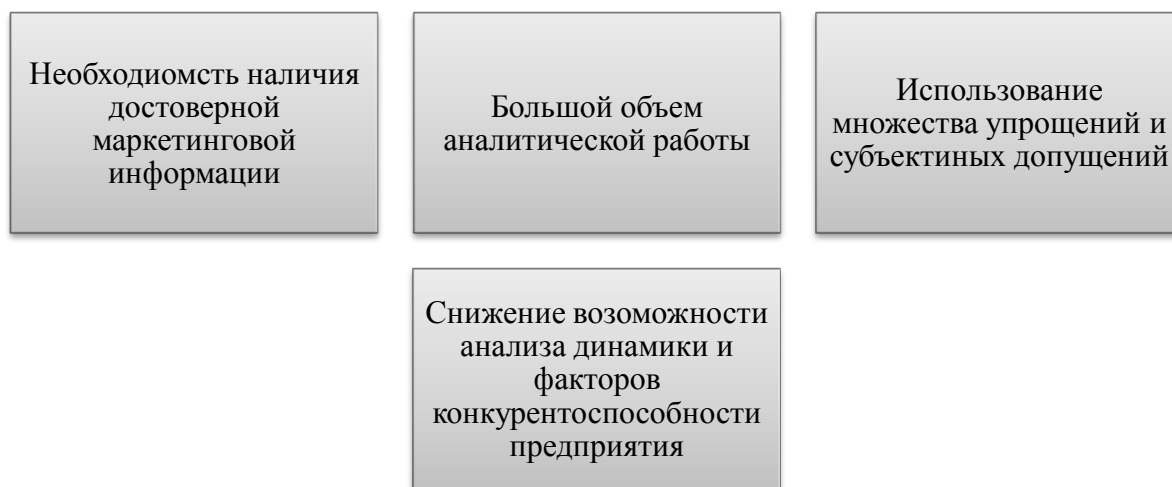 Необходиомсть наличия
достоверной
маркетинговой
информации
Большой объем
аналитической работы
Использование
множества упрощений и
субъектиных допущений
Снижение возоможности
анализа динамики и
факторов
конкурентоспособности
предприятия